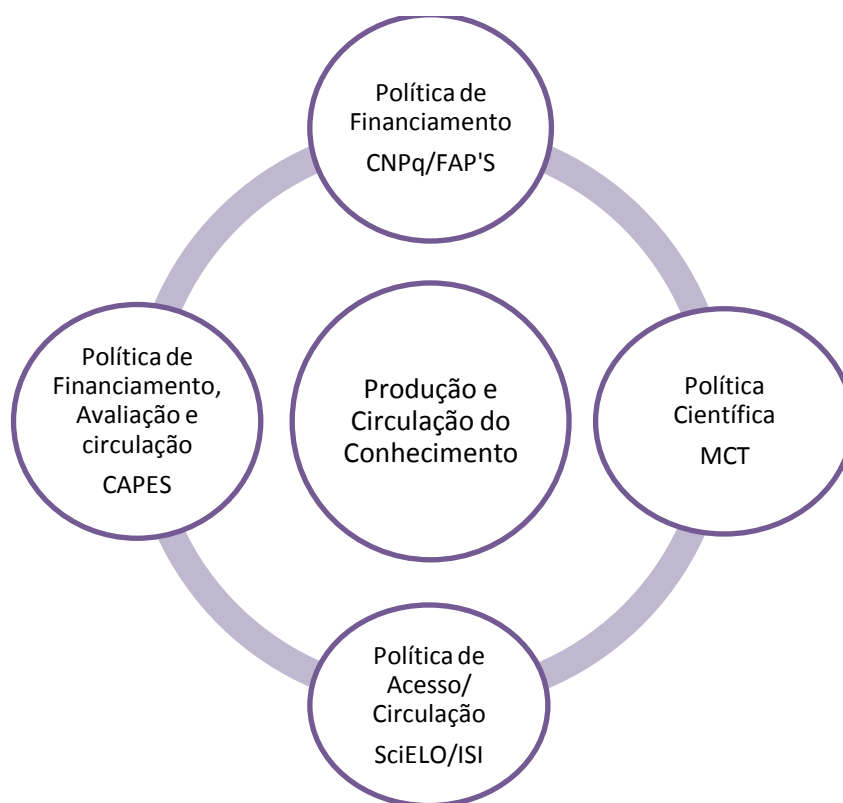 Política de
Financiamento
CNPq/FAP'S
Política de
Financiamento,
Avaliação e
circulação
CAPES
Produção e
Circulação do
Conhecimento
Política
Científica
MCT
Política de
Acesso/
Circulação
SciELO/ISI